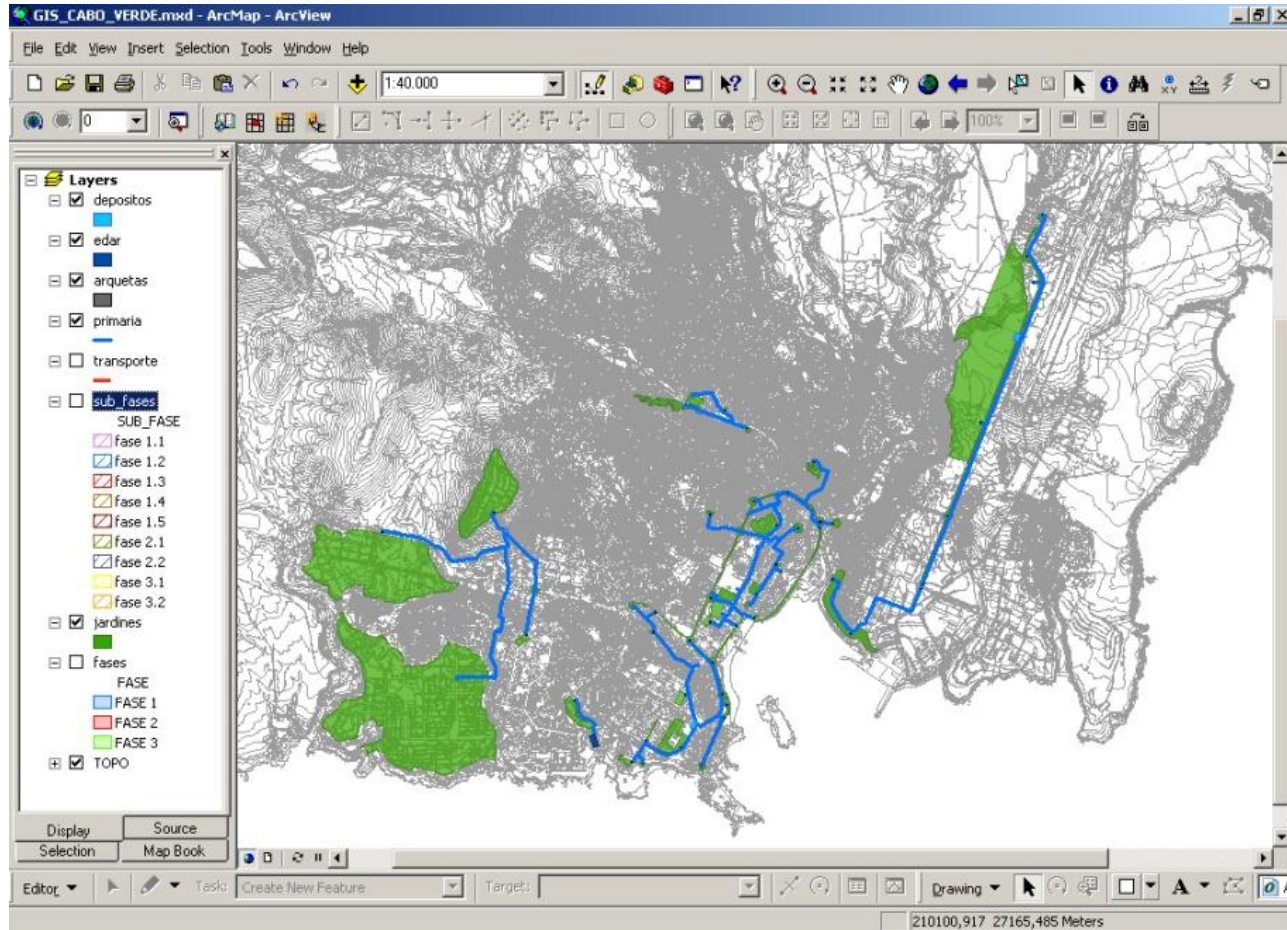 GIS_CABO_VERDE.mxd - ArcMap - ArcView
File Edit View Insert Selection Tools Window Help
1:40.000
0
100%
Layers
depositos
edar
arquetas
primaria
transporte
sub_fases
SUB_FASE
fase 1.1
fase 1.2
fase 1.3
fase 1.4
fase 1.5
fase 2.1
fase 2.2
fase 3.1
fase 3.2
jardines
fases
FASE
FASE 1
FASE 2
FASE 3
TOPO
Display Source
Selection Map Book
Editor Task: Create New Feature Target: Drawing A
210100,917 27165,485 Meters